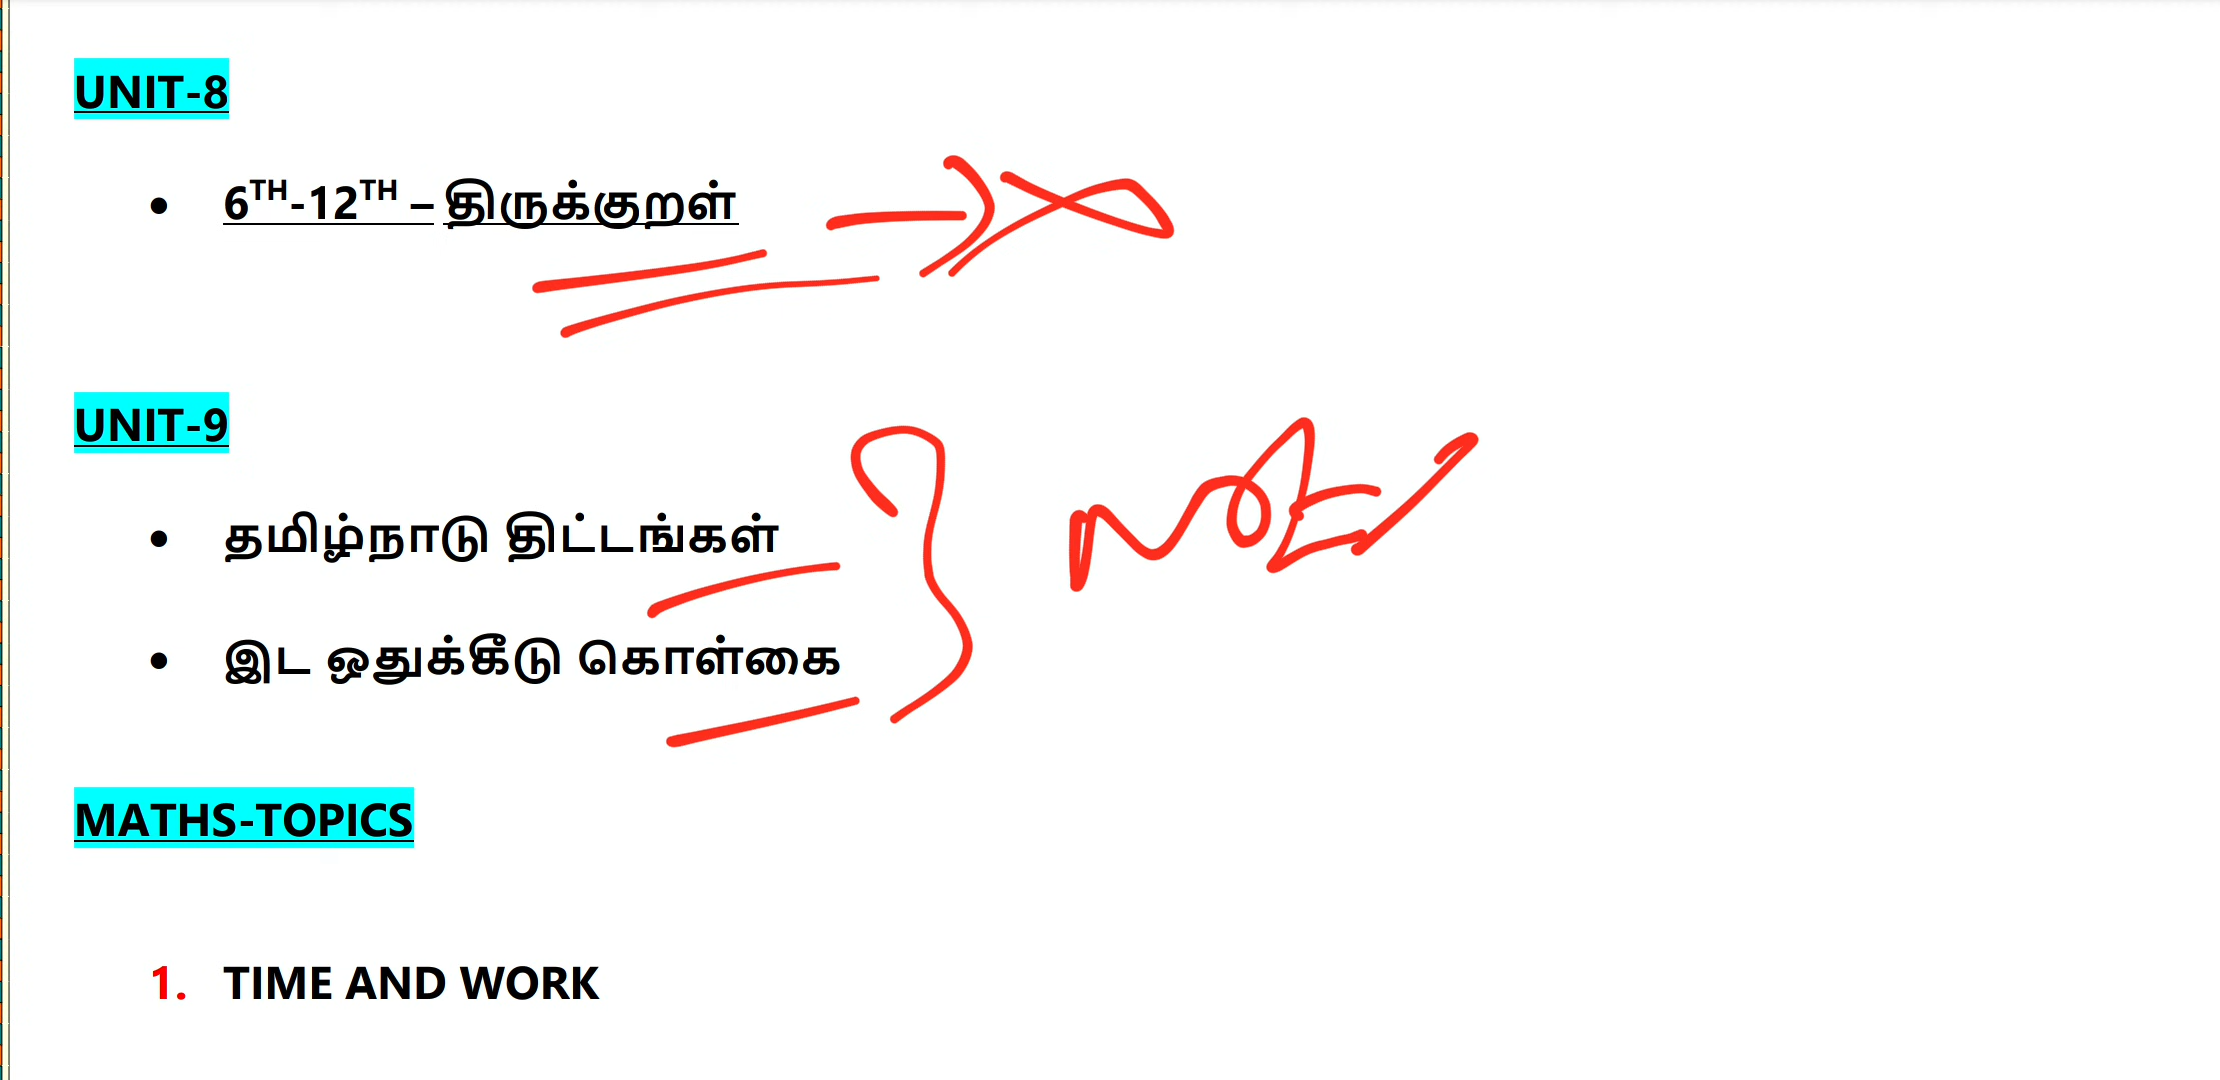 UNIT-8
• 6TH-12TH – திருக்குறள்
UNIT-9
• தமிழ்நாடு திட்டங்கள்
• இட ஒதுக்கீடு கொள்கை
MATHS-TOPICS
1. TIME AND WORK